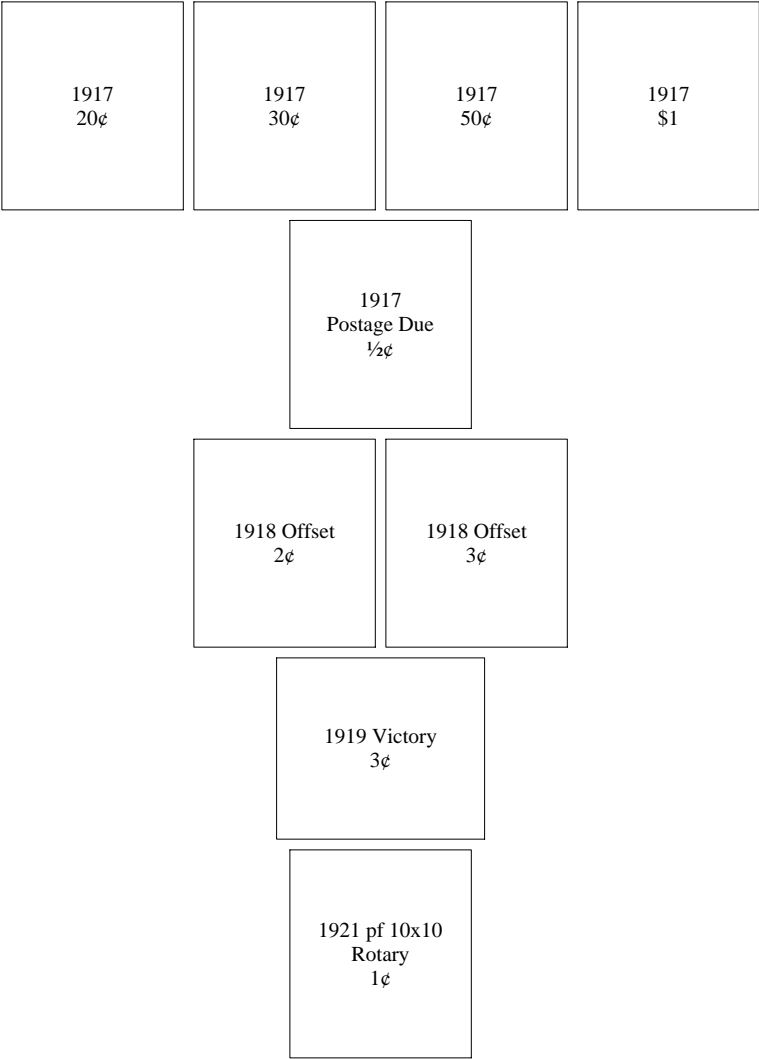 1917
20¢
1917
30¢
1917
50¢
1917
$1
1917
Postage Due
½¢
1918 Offset
2¢
1918 Offset
3¢
1919 Victory
3¢
1921 pf 10x10
Rotary
1¢